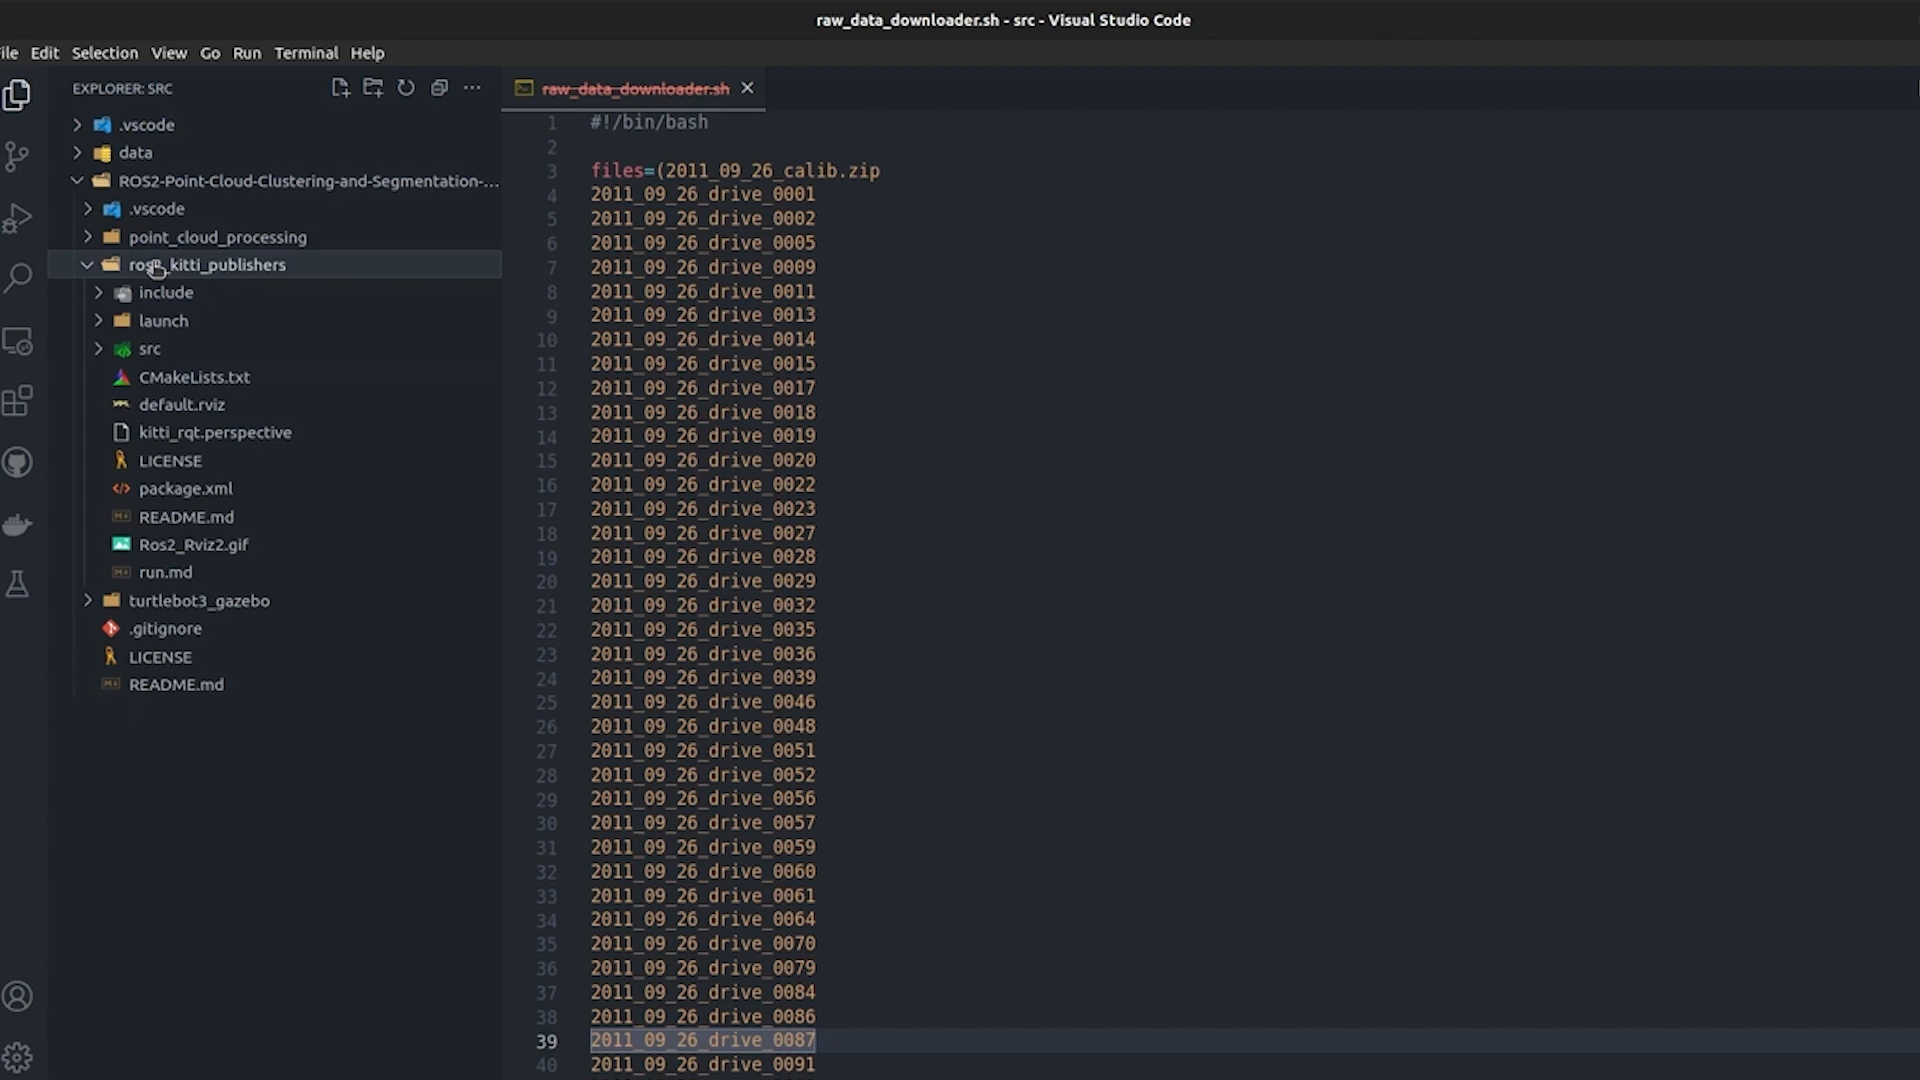 raw_data_downloader.sh - src - Visual Studio Code
ile Edit Selection View Go Run Terminal Help
EXPLORER: SRC
.vscode
data
ROS2-Point-Cloud-Clustering-and-Segmentation-...
.vscode
point_cloud_processing
ros2_kitti_publishers
include
launch
src
CMakeLists.txt
default.rviz
kitti_rqt.perspective
LICENSE
package.xml
README.md
Ros2_Rviz2.gif
run.md
turtlebot3_gazebo
.gitignore
LICENSE
README.md
raw_data_downloader.sh
1 #!/bin/bash
2
3 files=(2011_09_26_calib.zip
4 2011_09_26_drive_0001
5 2011_09_26_drive_0002
6 2011_09_26_drive_0005
7 2011_09_26_drive_0009
8 2011_09_26_drive_0011
9 2011_09_26_drive_0013
10 2011_09_26_drive_0014
11 2011_09_26_drive_0015
12 2011_09_26_drive_0017
13 2011_09_26_drive_0018
14 2011_09_26_drive_0019
15 2011_09_26_drive_0020
16 2011_09_26_drive_0022
17 2011_09_26_drive_0023
18 2011_09_26_drive_0027
19 2011_09_26_drive_0028
20 2011_09_26_drive_0029
21 2011_09_26_drive_0032
22 2011_09_26_drive_0035
23 2011_09_26_drive_0036
24 2011_09_26_drive_0039
25 2011_09_26_drive_0046
26 2011_09_26_drive_0048
27 2011_09_26_drive_0051
28 2011_09_26_drive_0052
29 2011_09_26_drive_0056
30 2011_09_26_drive_0057
31 2011_09_26_drive_0059
32 2011_09_26_drive_0060
33 2011_09_26_drive_0061
34 2011_09_26_drive_0064
35 2011_09_26_drive_0070
36 2011_09_26_drive_0079
37 2011_09_26_drive_0084
38 2011_09_26_drive_0086
39 2011_09_26_drive_0087
40 2011_09_26_drive_0091